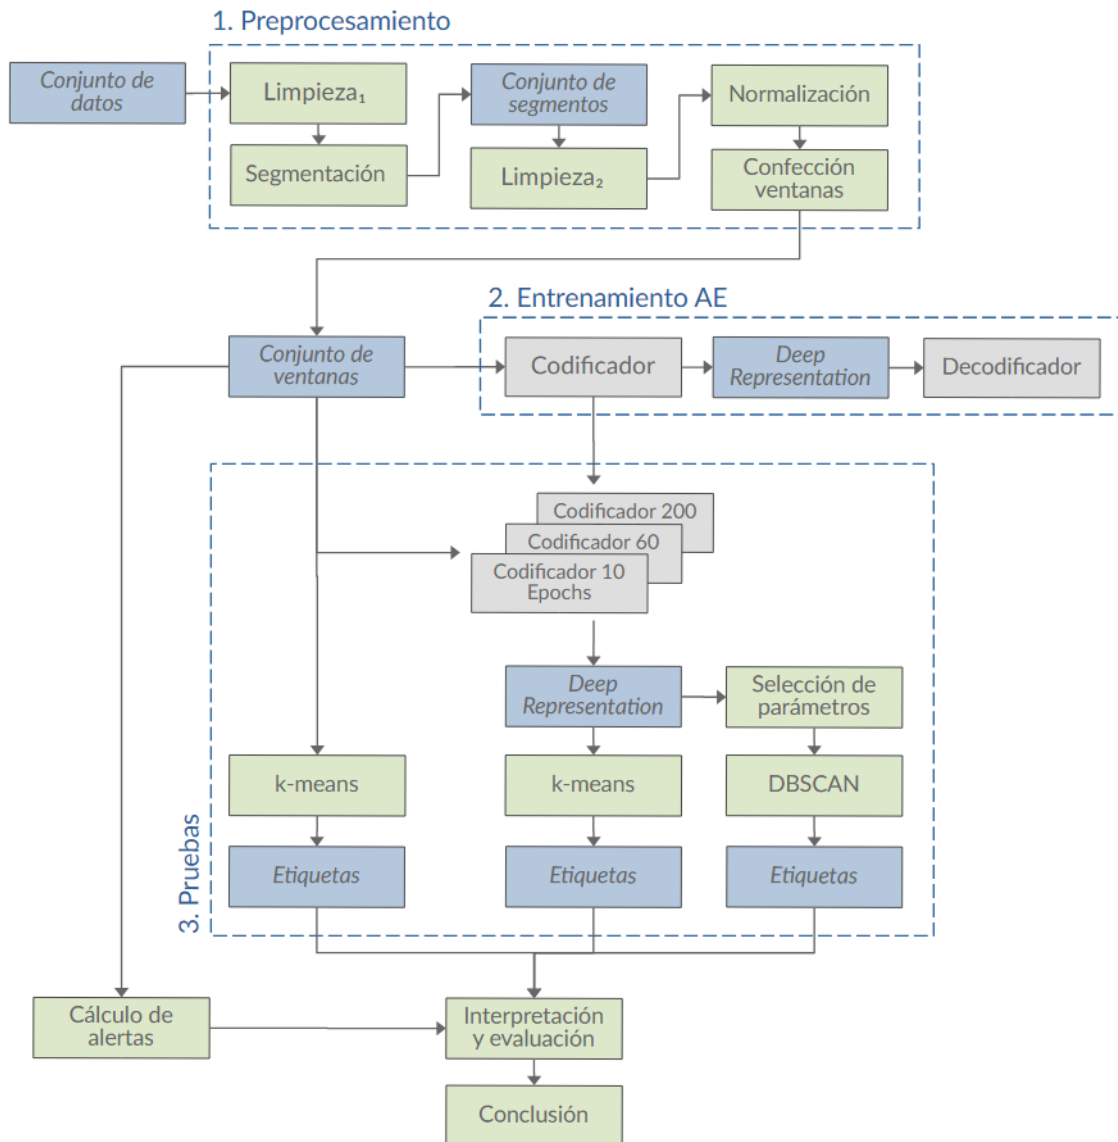 1. Preprocesamiento
Conjunto de
datos
Limpieza₁
Conjunto de
segmentos
Normalización
Segmentación
Limpieza₂
Confección
ventanas
2. Entrenamiento AE
Conjunto de
ventanas
Codificador
Deep
Representation
Decodificador
Codificador 200
Codificador 60
Codificador 10
Epochs
Deep
Representation
Selección de
parámetros
k-means
k-means
DBSCAN
3. Pruebas
Etiquetas
Etiquetas
Etiquetas
Cálculo de
alertas
Interpretación
y evaluación
Conclusión